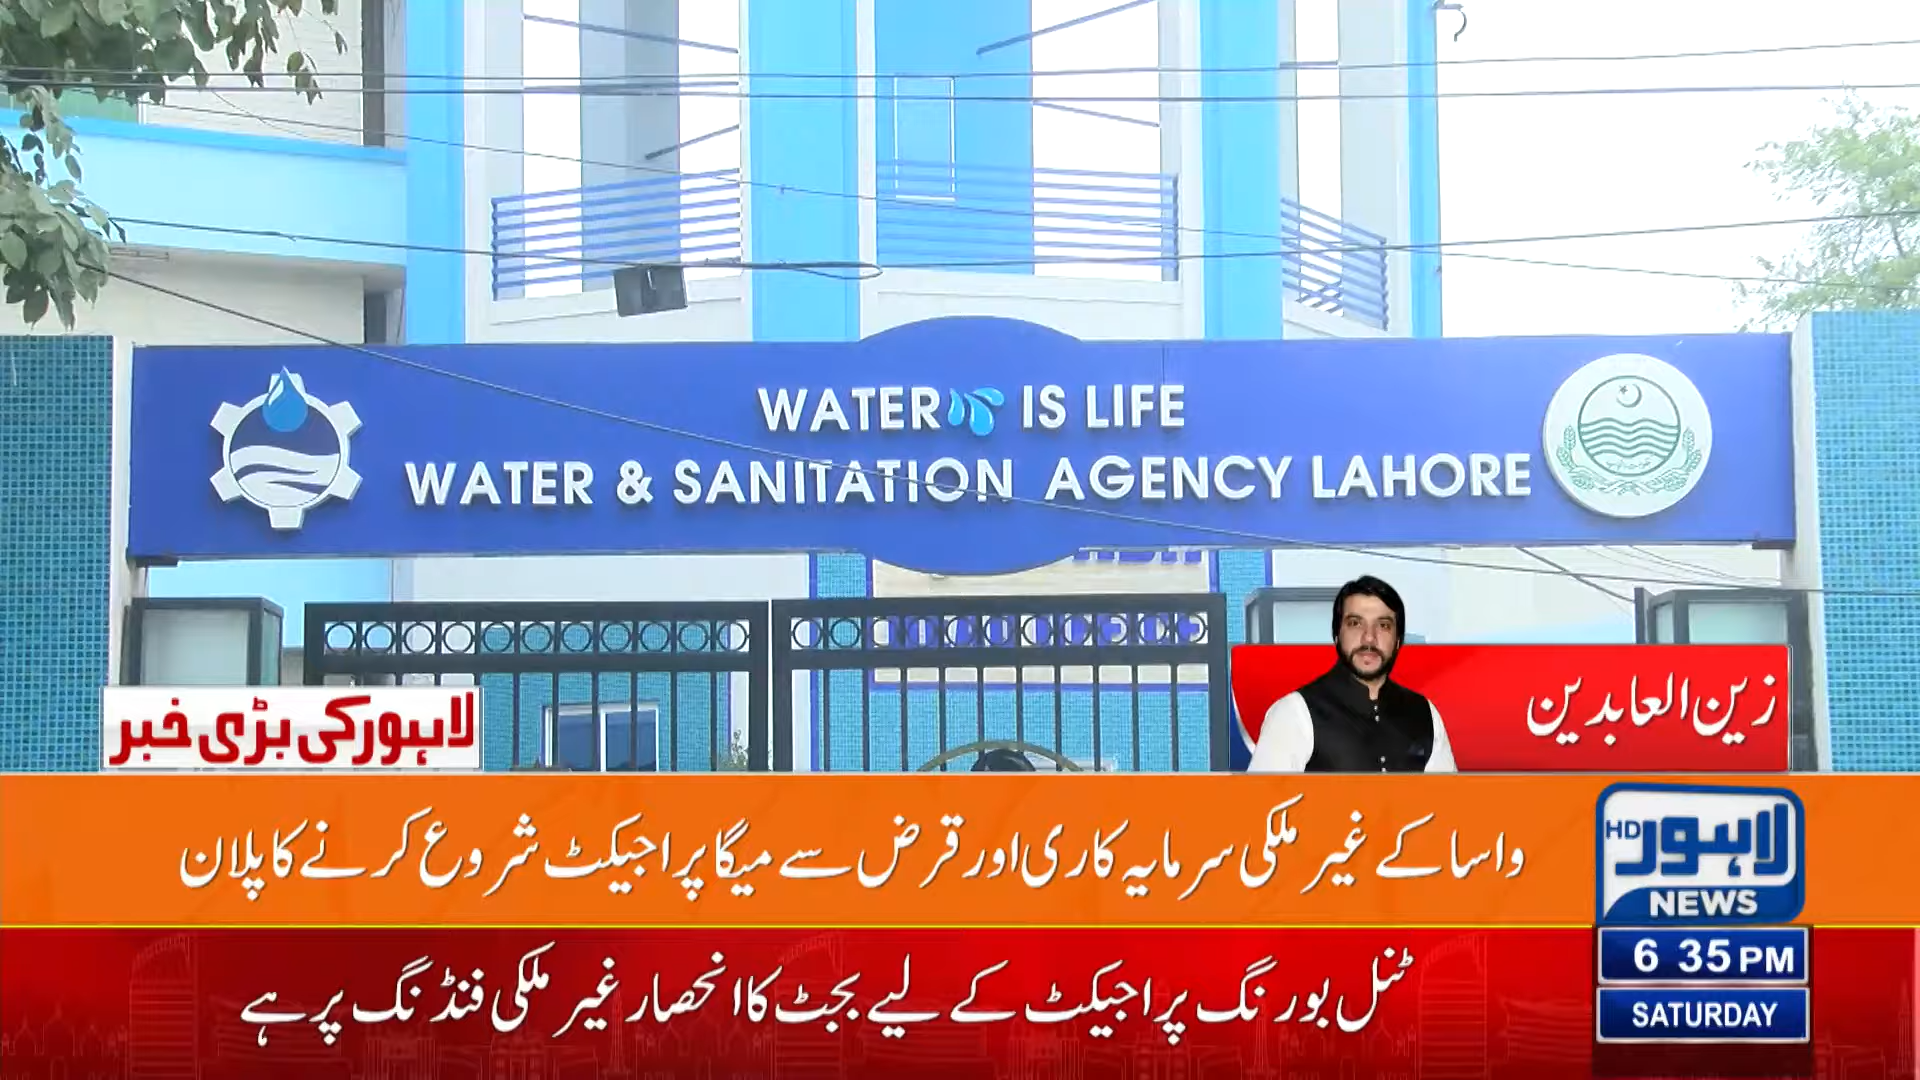 WATER IS LIFE
WATER & SANITATION AGENCY LAHORE
زین العابدین
لاہور کی بڑی خبر
واسا کے غیر ملکی سرمایہ کاری اور قرض سے میگا پراجیکٹ شروع کرنے کا پلان
لاہور HD
NEWS
ٹنل بورنگ پراجیکٹ کے لیے بجٹ کا انحصار غیر ملکی فنڈنگ پر ہے
6 35 PM
SATURDAY